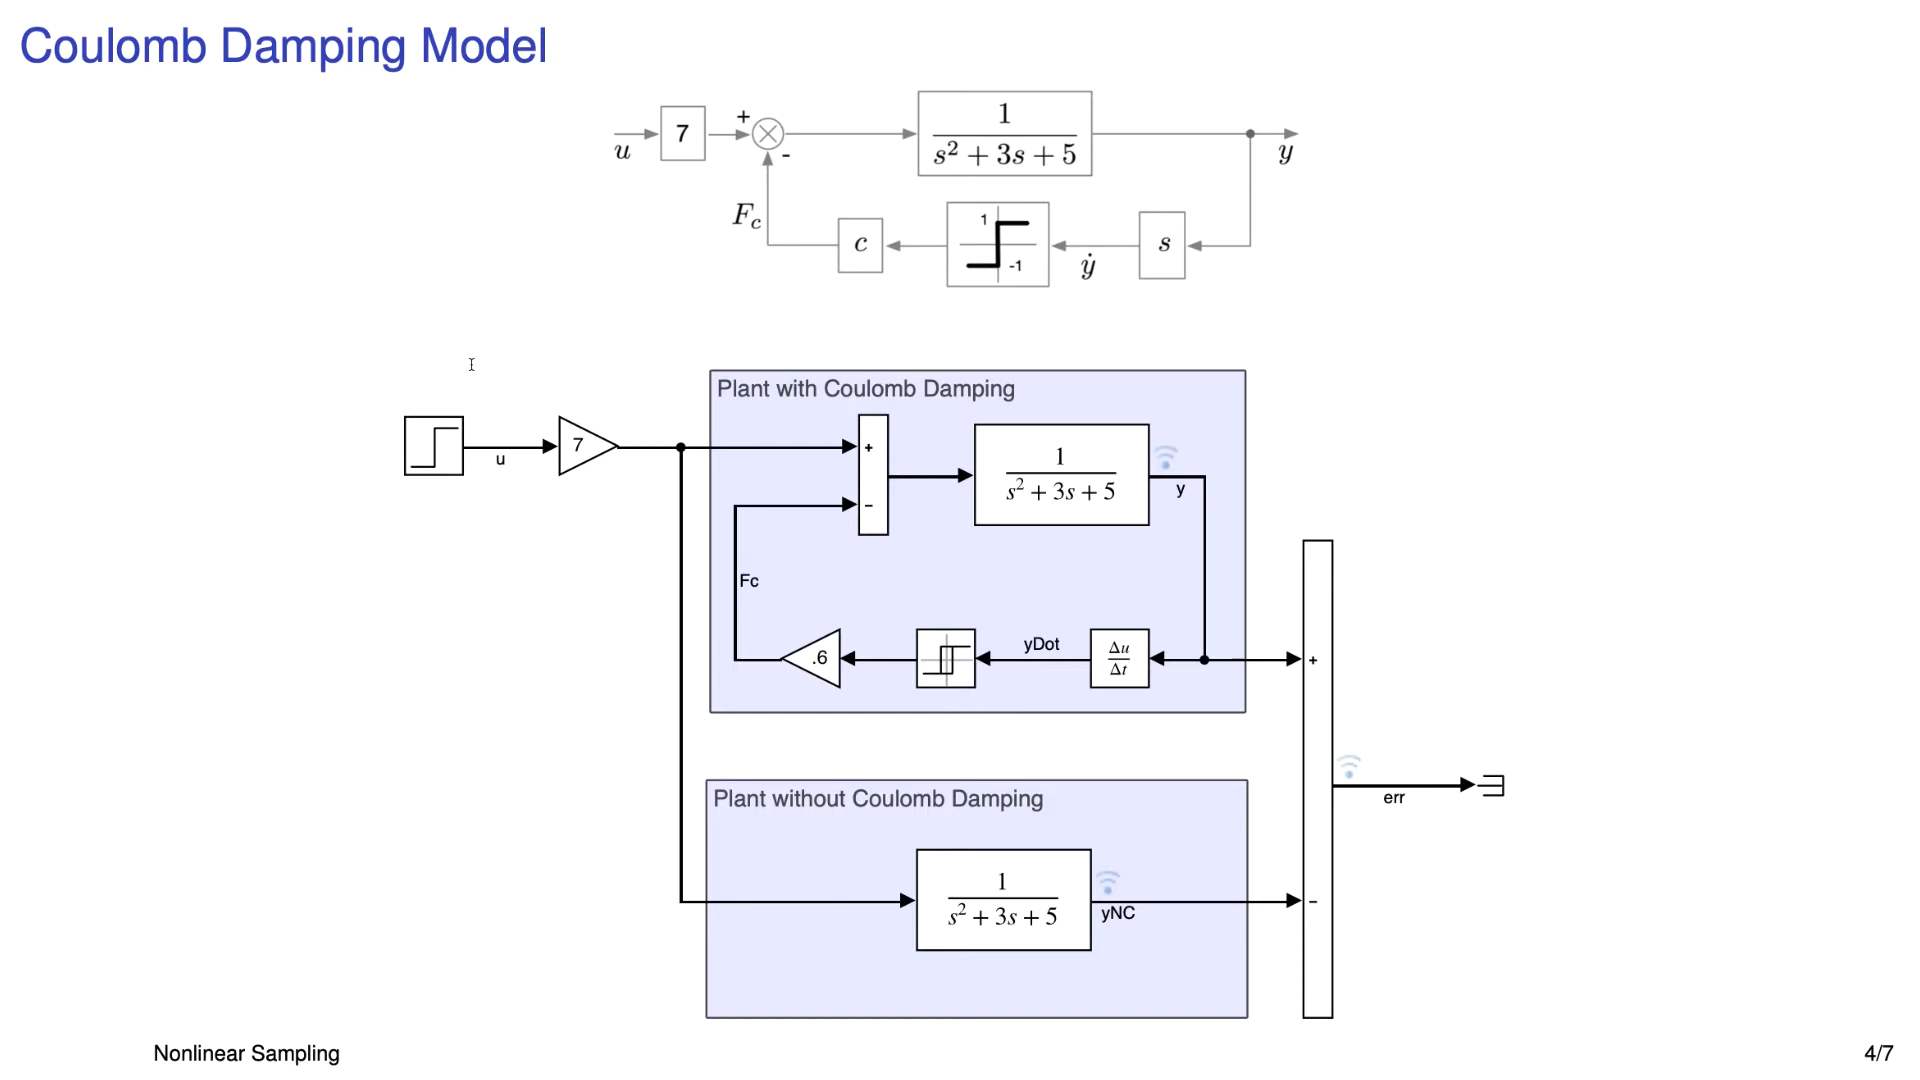 Coulomb Damping Model
u
7
+
-
1
s² + 3s + 5
y
F_c
c
1
-1
ẏ
s
Plant with Coulomb Damping
u
7
+
-
1
s² + 3s + 5
y
Fc
.6
yDot
Δu
Δt
+
Plant without Coulomb Damping
1
s² + 3s + 5
yNC
-
err
Nonlinear Sampling
4/7